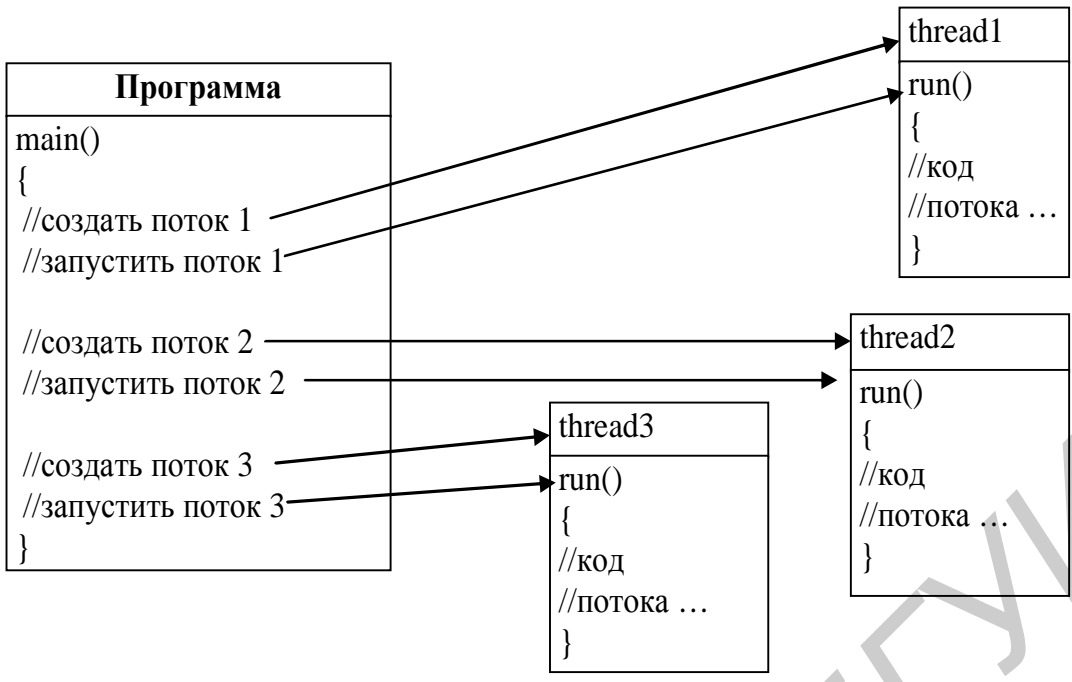 Программа
main()
{
//создать поток 1
//запустить поток 1
//создать поток 2
//запустить поток 2
//создать поток 3
//запустить поток 3
}
thread1
run()
{
//код
//потока …
}
thread2
run()
{
//код
//потока …
}
thread3
run()
{
//код
//потока …
}